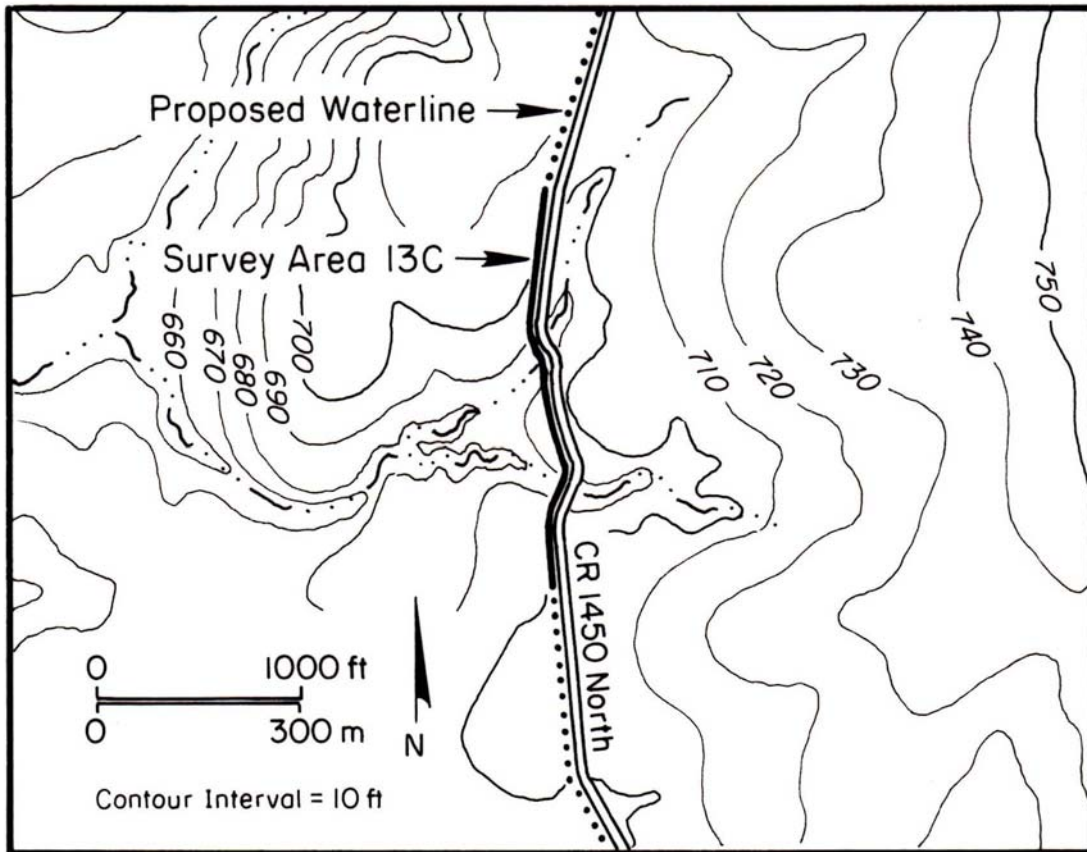 Proposed Waterline
Survey Area 13C
660
670
680
690
700
710
720
730
740
750
CR 1450 North
0 1000 ft
0 300 m
N
Contour Interval = 10 ft